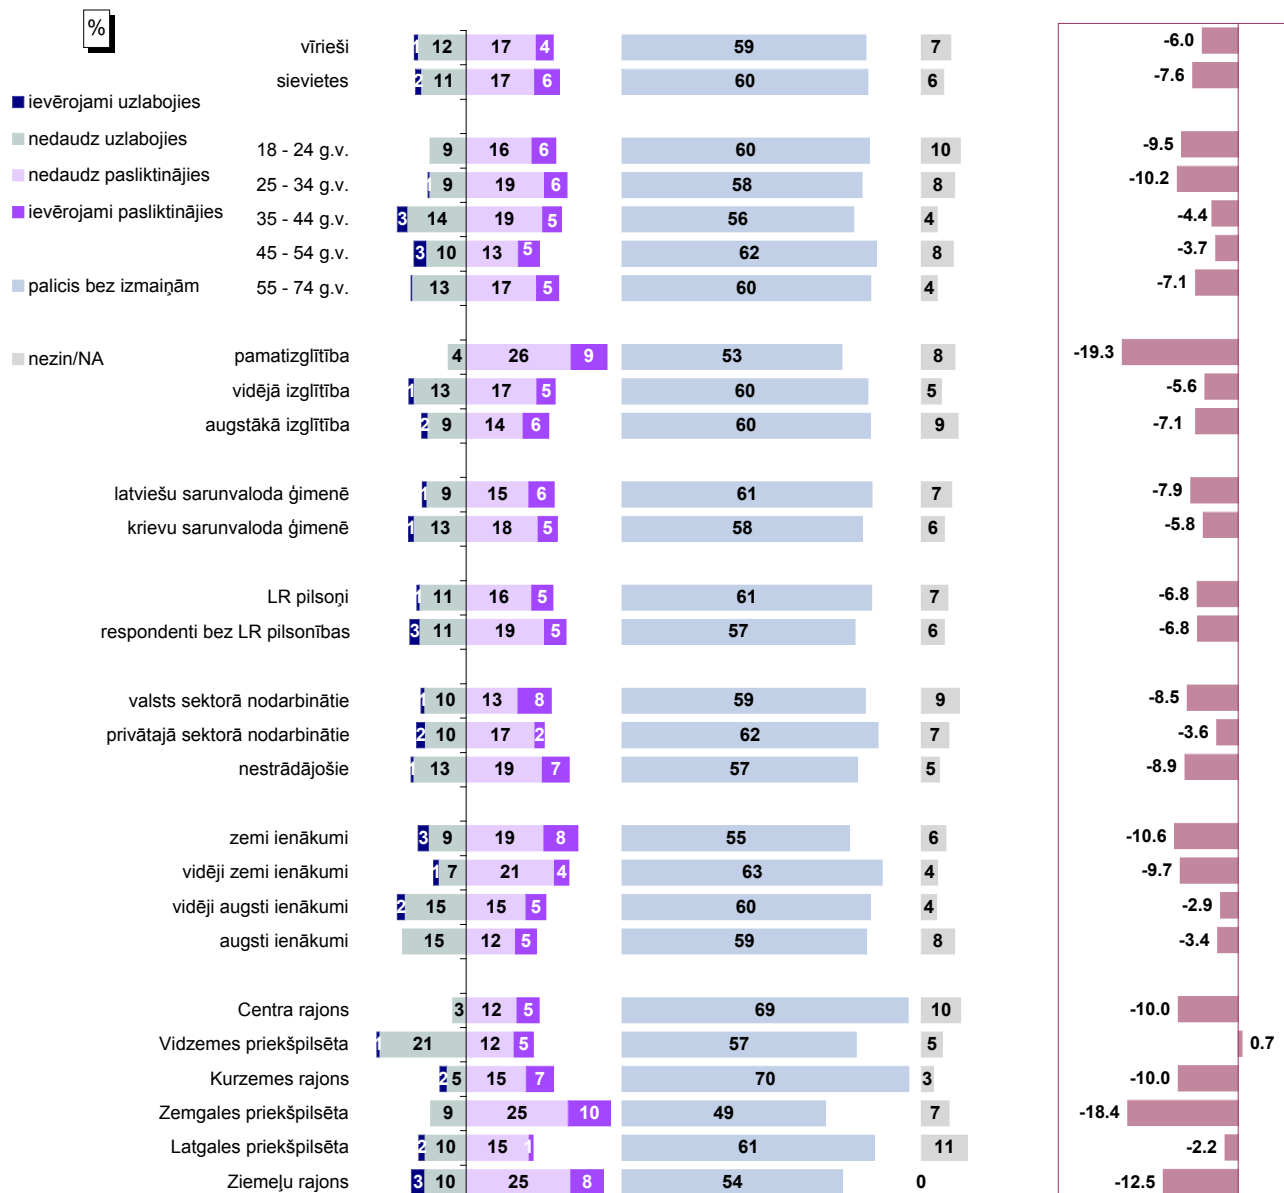 %
ievērojami uzlabojies
nedaudz uzlabojies
nedaudz pasliktinājies
ievērojami pasliktinājies
palicis bez izmaiņām
nezin/NA
vīrieši 1 12 17 4 59 7 -6.0
sievietes 2 11 17 6 60 6 -7.6
18 - 24 g.v. 9 16 6 60 10 -9.5
25 - 34 g.v. 1 9 19 6 58 8 -10.2
35 - 44 g.v. 3 14 19 5 56 4 -4.4
45 - 54 g.v. 3 10 13 5 62 8 -3.7
55 - 74 g.v. 13 17 5 60 4 -7.1
pamatizglītība 4 26 9 53 8 -19.3
vidējā izglītība 1 13 17 5 60 5 -5.6
augstākā izglītība 2 9 14 6 60 9 -7.1
latviešu sarunvaloda ģimenē 1 9 15 6 61 7 -7.9
krievu sarunvaloda ģimenē 1 13 18 5 58 6 -5.8
LR pilsoņi 1 11 16 5 61 7 -6.8
respondenti bez LR pilsonības 3 11 19 5 57 6 -6.8
valsts sektorā nodarbinātie 1 10 13 8 59 9 -8.5
privātajā sektorā nodarbinātie 2 10 17 2 62 7 -3.6
nestrādājošie 1 13 19 7 57 5 -8.9
zemi ienākumi 3 9 19 8 55 6 -10.6
vidēji zemi ienākumi 1 7 21 4 63 4 -9.7
vidēji augsti ienākumi 2 15 15 5 60 4 -2.9
augsti ienākumi 15 12 5 59 8 -3.4
Centra rajons 3 12 5 69 10 -10.0
Vidzemes priekšpilsēta 1 21 12 5 57 5 0.7
Kurzemes rajons 2 5 15 7 70 3 -10.0
Zemgales priekšpilsēta 9 25 10 49 7 -18.4
Latgales priekšpilsēta 2 10 15 1 61 11 -2.2
Ziemeļu rajons 3 10 25 8 54 0 -12.5